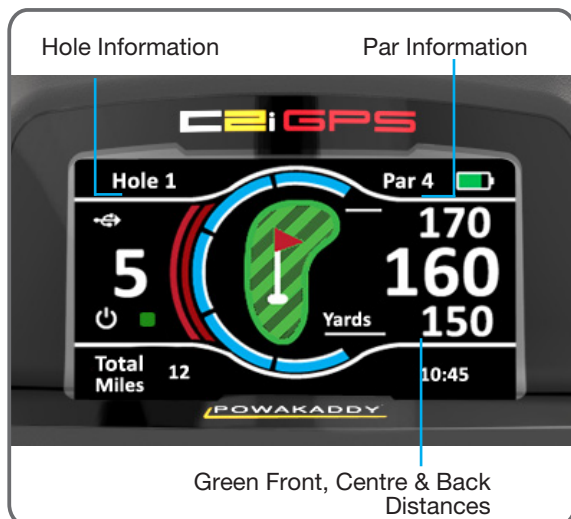 Hole Information
Par Information
C2i GPS
Hole 1
Par 4
170
5
160
Yards
150
Total
Miles
12
10:45
POWAKADDY
Green Front, Centre & Back
Distances